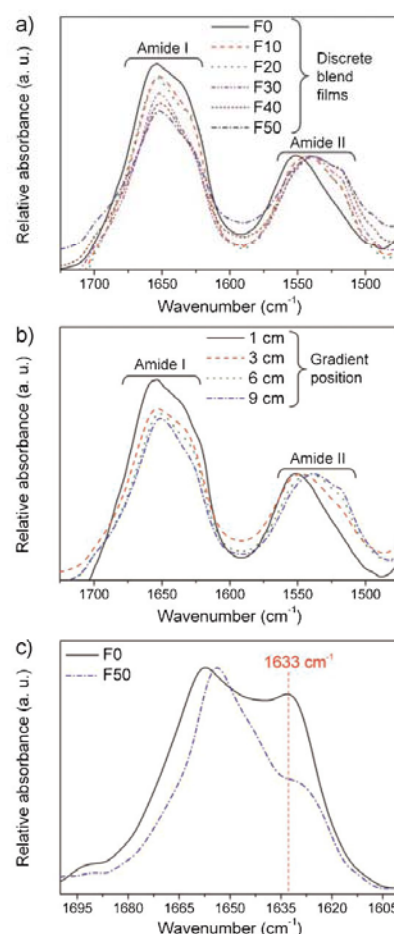 a)
Relative absorbance (a. u.)
Amide I
F0
F10
F20
F30
F40
F50
Discrete
blend
films
Amide II
1700 1650 1600 1550 1500
Wavenumber (cm⁻¹)
b)
Relative absorbance (a. u.)
Amide I
1 cm
3 cm
6 cm
9 cm
Gradient
position
Amide II
1700 1650 1600 1550 1500
Wavenumber (cm⁻¹)
c)
Relative absorbance (a. u.)
F0
F50
1633 cm⁻¹
1695 1680 1665 1650 1635 1620 1605
Wavenumber (cm⁻¹)